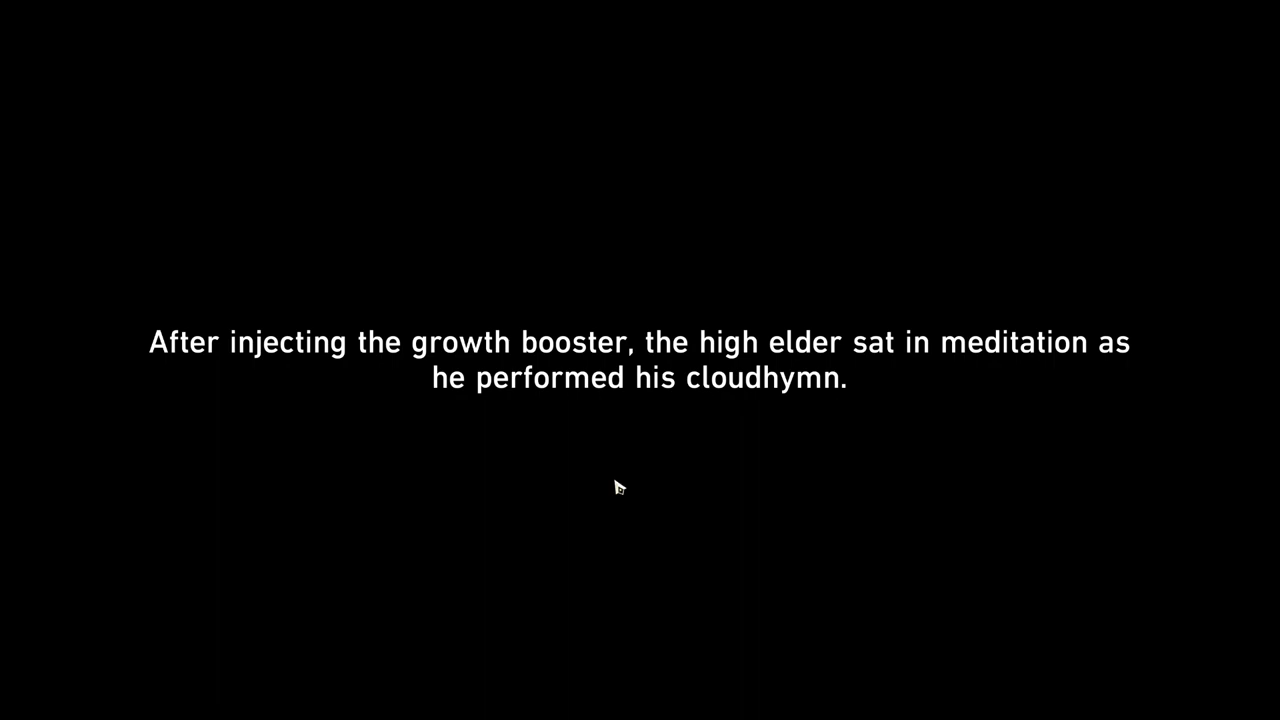 After injecting the growth booster, the high elder sat in meditation as
he performed his cloudhymn.